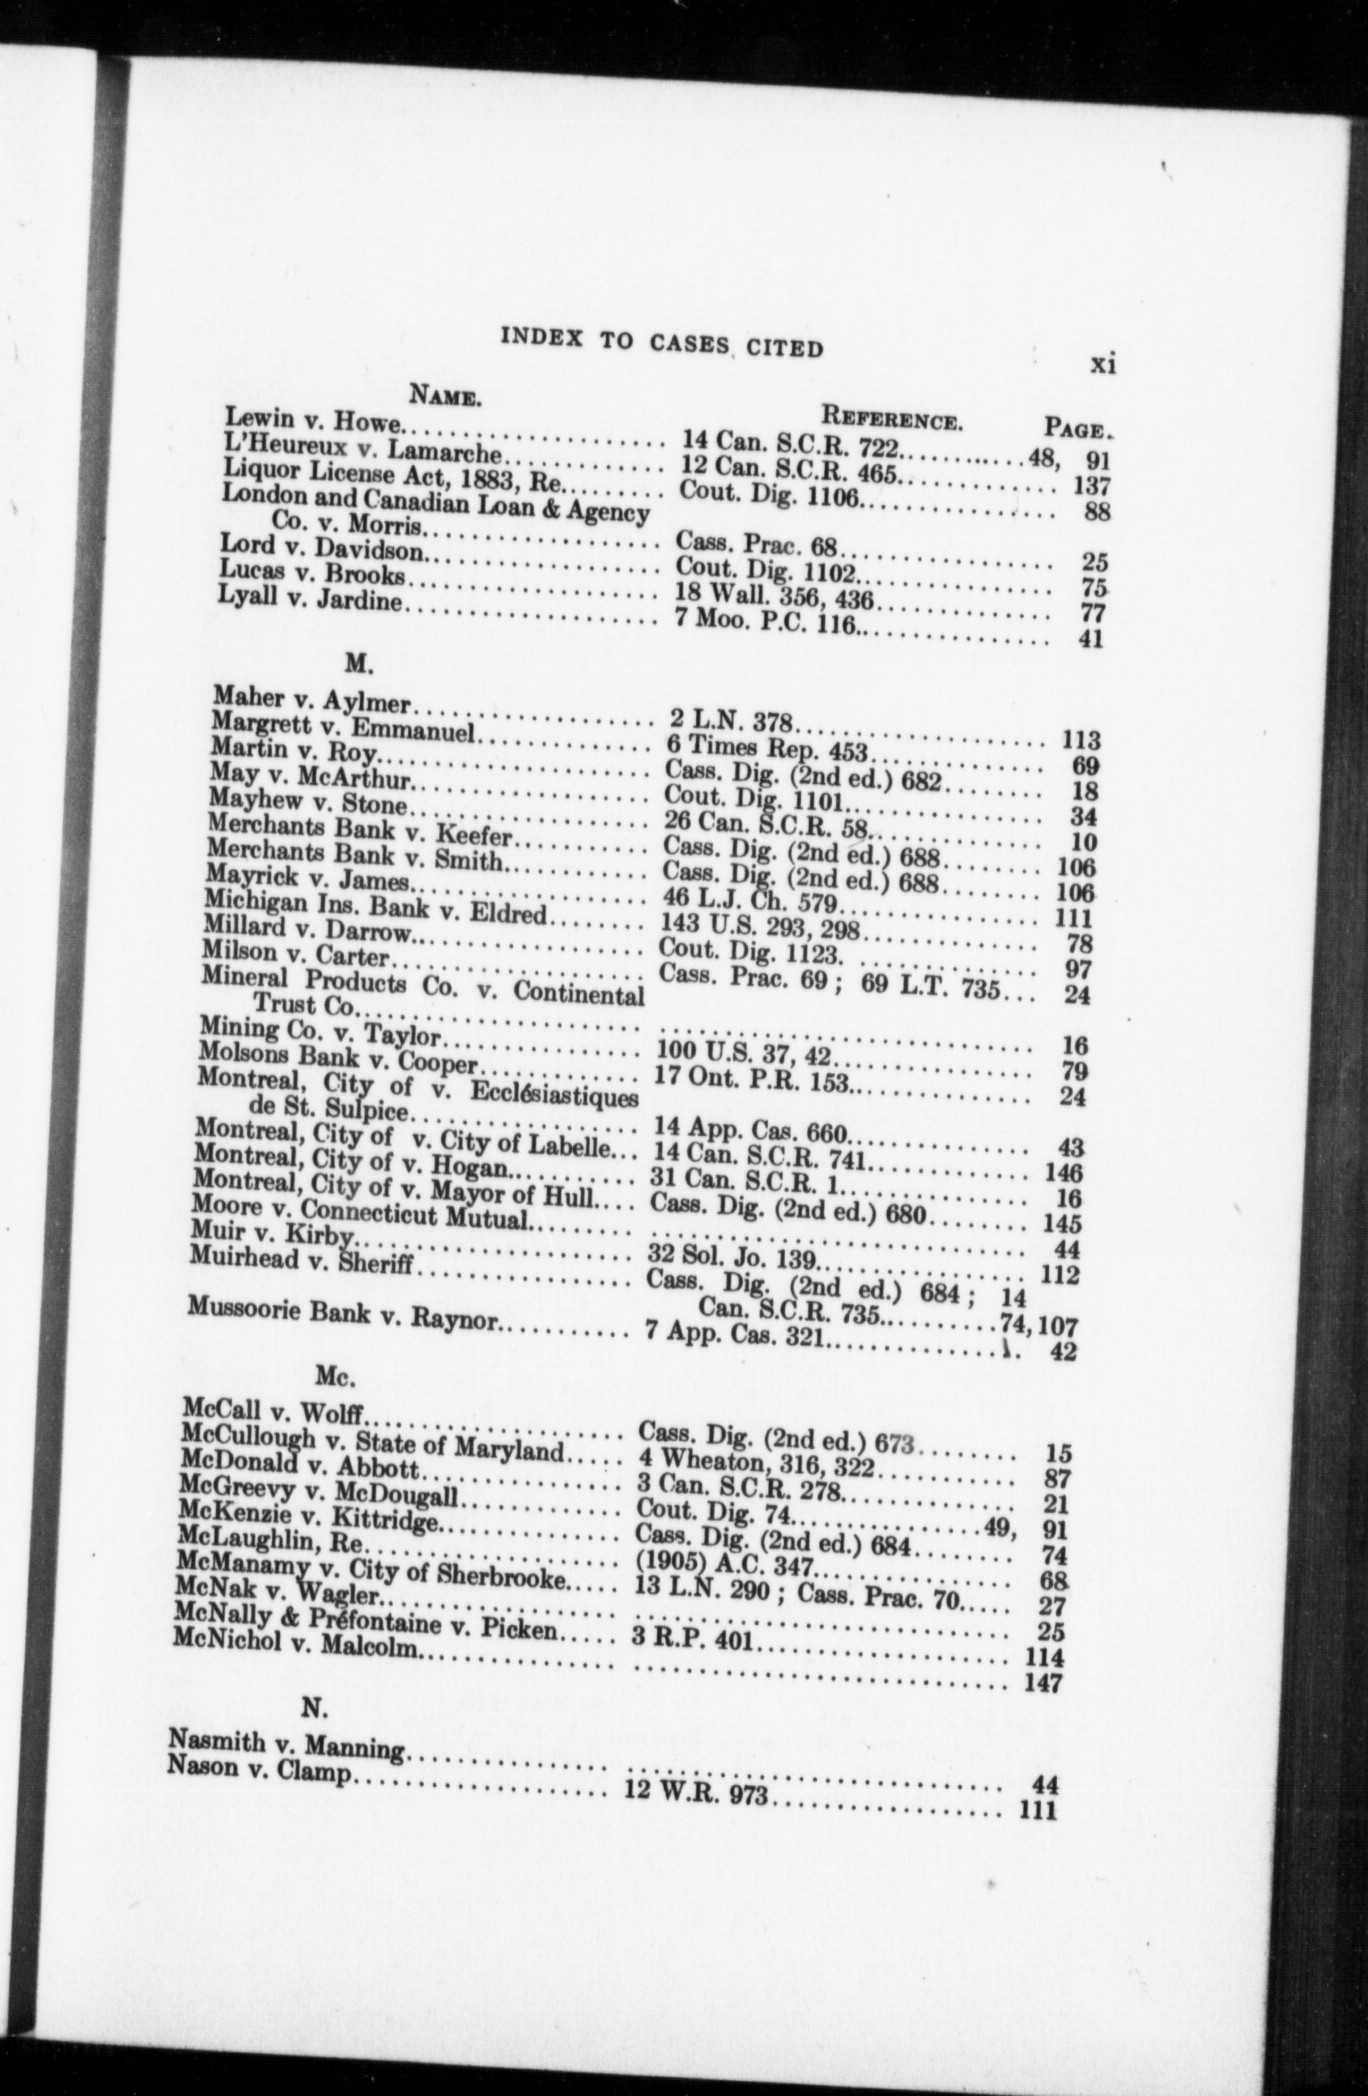 INDEX TO CASES CITED xi
NAME. REFERENCE. PAGE.
Lewin v. Howe..................... 14 Can. S.C.R. 722..........48, 91
L'Heureux v. Lamarche............. 12 Can. S.C.R. 465............. 137
Liquor License Act, 1883, Re......... Cout. Dig. 1106................ 88
London and Canadian Loan & Agency
Co. v. Morris................... Cass. Prac. 68.................. 25
Lord v. Davidson................... Cout. Dig. 1102................ 75
Lucas v. Brooks.................... 18 Wall. 356, 436.............. 77
Lyall v. Jardine.................... 7 Moo. P.C. 116................ 41
M.
Maher v. Aylmer................... 2 L.N. 378.................... 113
Margrett v. Emmanuel.............. 6 Times Rep. 453.............. 69
Martin v. Roy...................... Cass. Dig. (2nd ed.) 682........ 18
May v. McArthur................... Cout. Dig. 1101................ 34
Mayhew v. Stone................... 26 Can. S.C.R. 58.............. 10
Merchants Bank v. Keefer........... Cass. Dig. (2nd ed.) 688........ 106
Merchants Bank v. Smith............ Cass. Dig. (2nd ed.) 688........ 106
Mayrick v. James................... 46 L.J. Ch. 579................ 111
Michigan Ins. Bank v. Eldred........ 143 U.S. 293, 298.............. 78
Millard v. Darrow................... Cout. Dig. 1123. .............. 97
Milson v. Carter.................... Cass. Prac. 69 ; 69 L.T. 735... 24
Mineral Products Co. v. Continental
Trust Co....................... ............................. 16
Mining Co. v. Taylor................ 100 U.S. 37, 42................ 79
Molsons Bank v. Cooper............. 17 Ont. P.R. 153............... 24
Montreal, City of v. Ecclésiastiques
de St. Sulpice.................. 14 App. Cas. 660............... 43
Montreal, City of v. City of Labelle... 14 Can. S.C.R. 741............. 146
Montreal, City of v. Hogan........... 31 Can. S.C.R. 1............... 16
Montreal, City of v. Mayor of Hull.... Cass. Dig. (2nd ed.) 680........ 145
Moore v. Connecticut Mutual......... ............................. 44
Muir v. Kirby...................... 32 Sol. Jo. 139................. 112
Muirhead v. Sheriff................. Cass. Dig. (2nd ed.) 684 ; 14
Can. S.C.R. 735..........74, 107
Mussoorie Bank v. Raynor........... 7 App. Cas. 321................ 42
Mc.
McCall v. Wolff..................... Cass. Dig. (2nd ed.) 673........ 15
McCullough v. State of Maryland..... 4 Wheaton, 316, 322........... 87
McDonald v. Abbott................ 3 Can. S.C.R. 278.............. 21
McGreevy v. McDougall............. Cout. Dig. 74................49, 91
McKenzie v. Kittridge............... Cass. Dig. (2nd ed.) 684........ 74
McLaughlin, Re.................... (1905) A.C. 347................ 68
McManamy v. City of Sherbrooke..... 13 L.N. 290 ; Cass. Prac. 70..... 27
McNak v. Wagler................... ............................. 25
McNally & Préfontaine v. Picken..... 3 R.P. 401.................... 114
McNichol v. Malcolm................ ............................. 147
N.
Nasmith v. Manning................ ............................. 44
Nason v. Clamp.................... 12 W.R. 973.................. 111